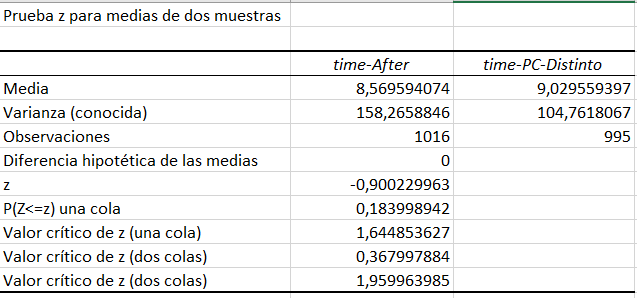 Prueba z para medias de dos muestras
time-After time-PC-Distinto
Media 8,569594074 9,029559397
Varianza (conocida) 158,2658846 104,7618067
Observaciones 1016 995
Diferencia hipotética de las medias 0
z -0,900229963
P(Z<=z) una cola 0,183998942
Valor crítico de z (una cola) 1,644853627
Valor crítico de z (dos colas) 0,367997884
Valor crítico de z (dos colas) 1,959963985